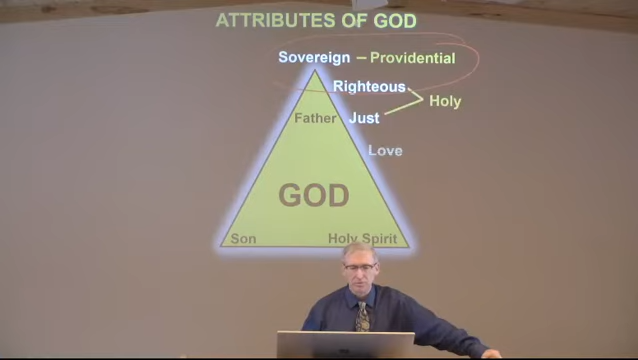 ATTRIBUTES OF GOD
Sovereign – Providential
Righteous
Holy
Father
Just
Love
GOD
Son
Holy Spirit